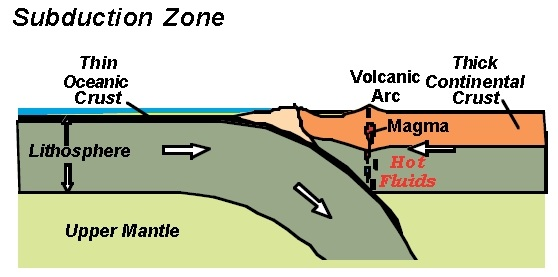 Subduction Zone
Thin
Oceanic
Crust
Volcanic
Arc
Thick
Continental
Crust
Magma
Lithosphere
Hot
Fluids
Upper Mantle